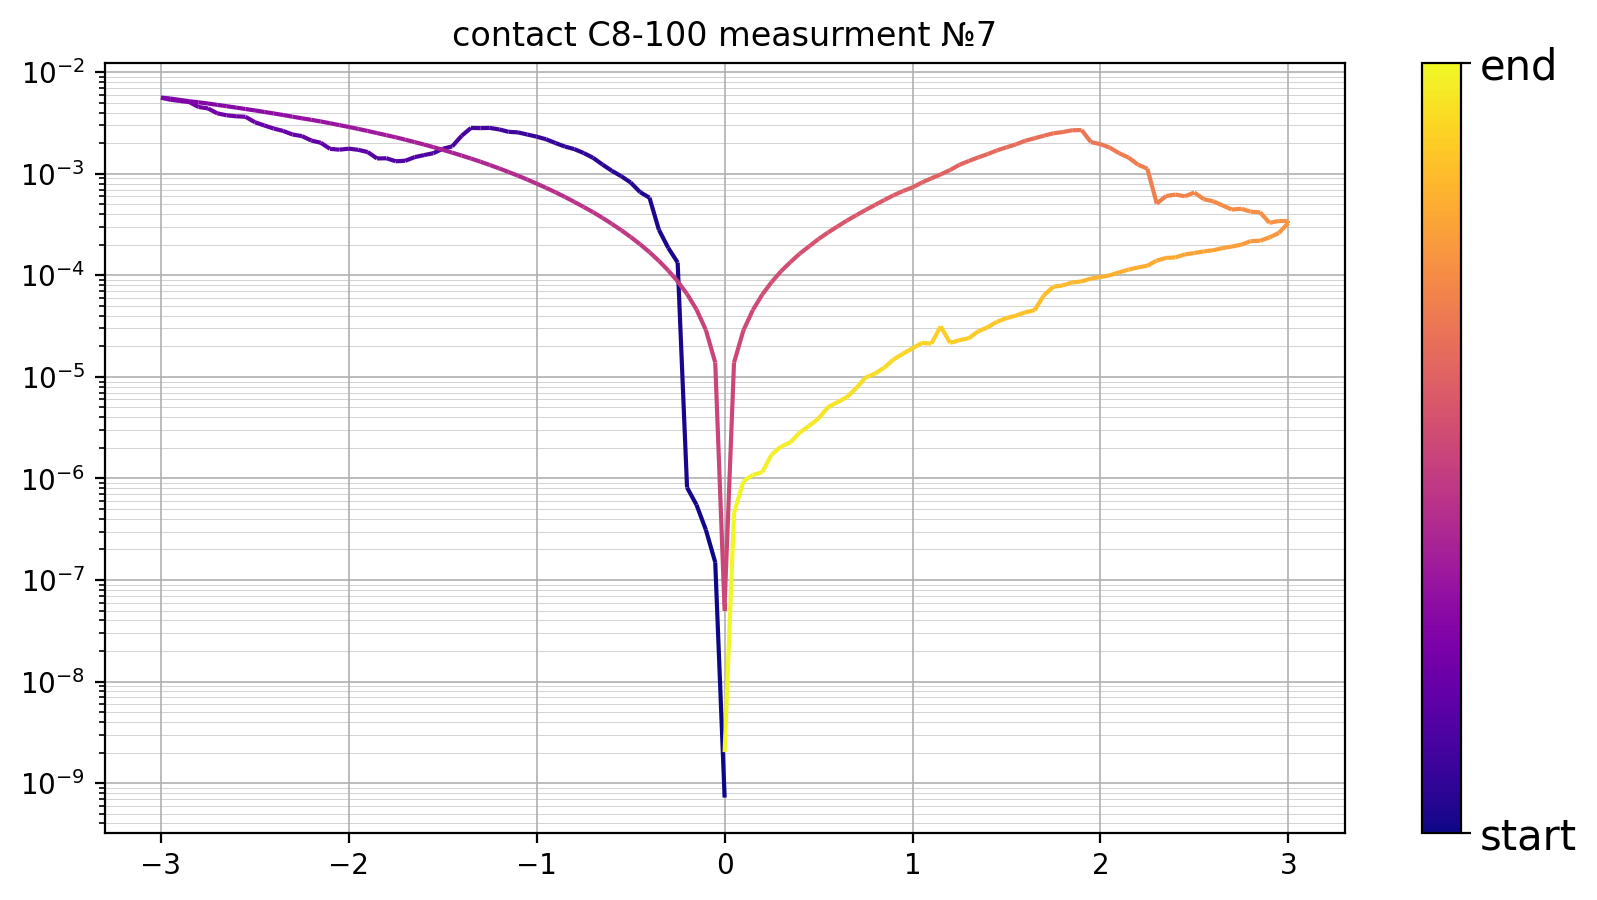 contact C8-100 measurment №7
10⁻²
10⁻³
10⁻⁴
10⁻⁵
10⁻⁶
10⁻⁷
10⁻⁸
10⁻⁹
−3 −2 −1 0 1 2 3
end
start